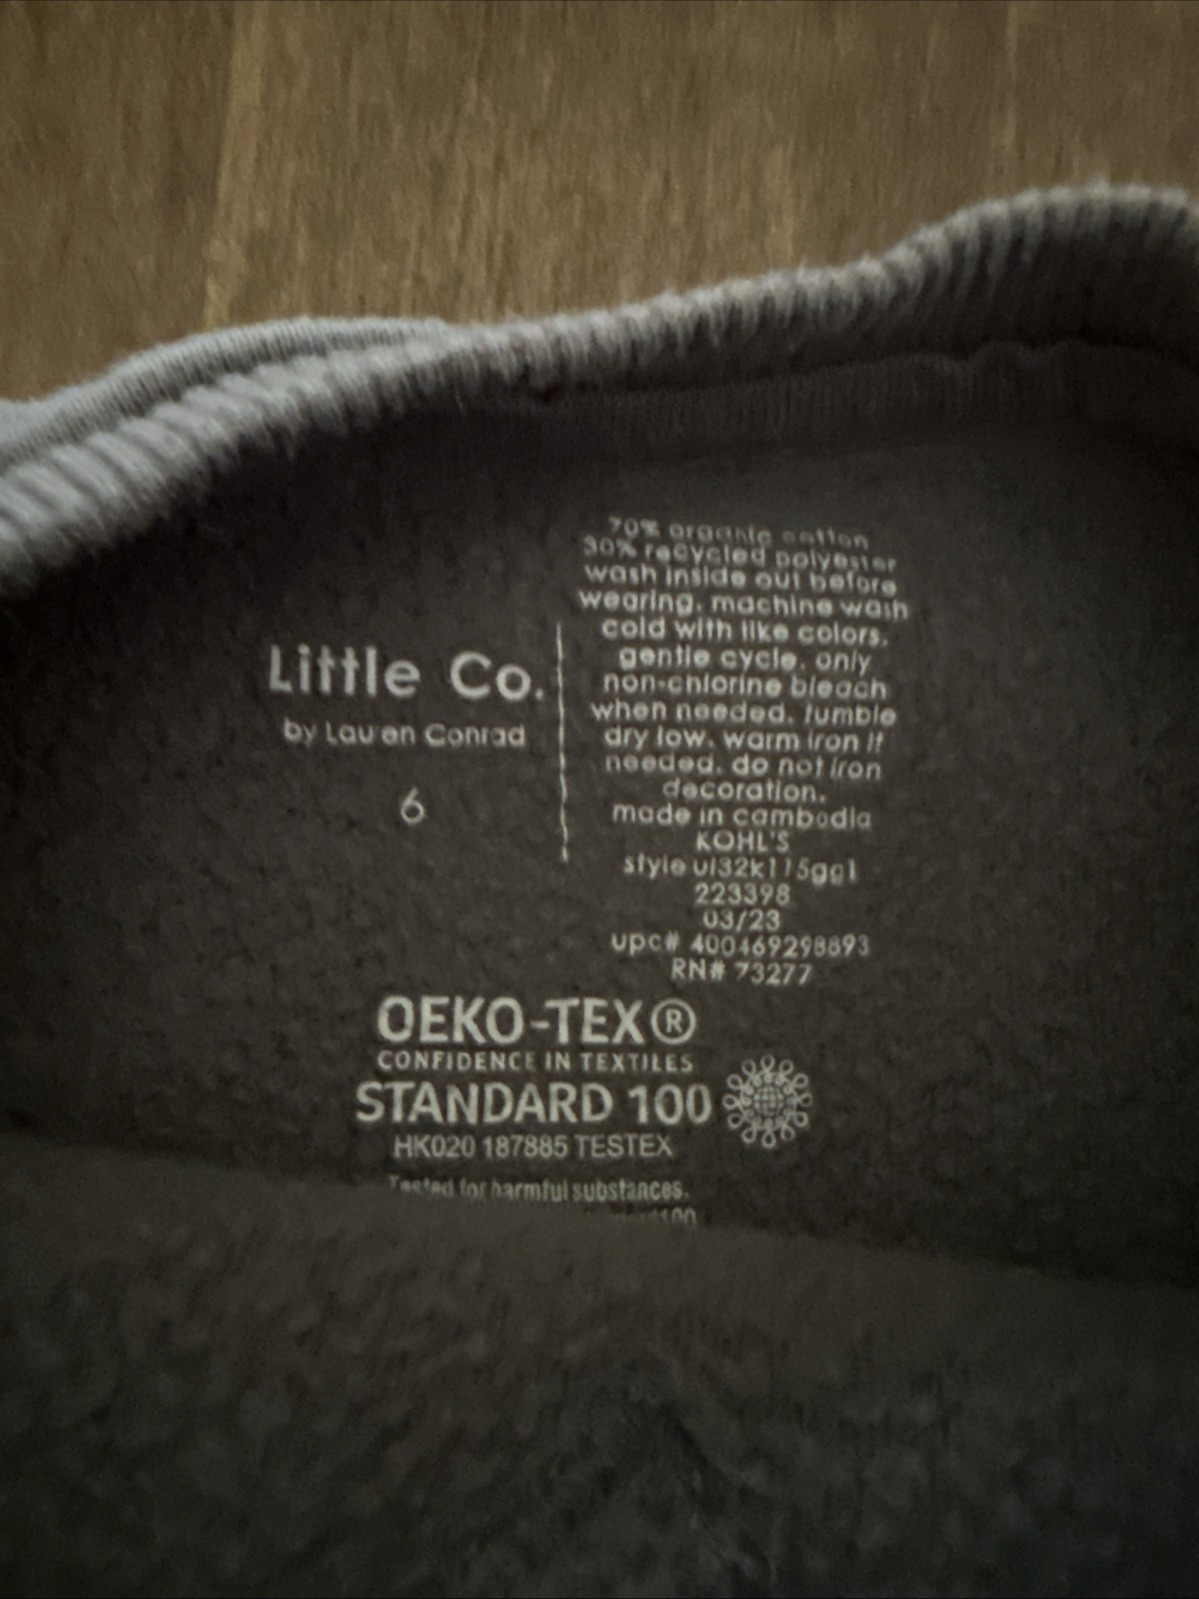 Little Co.
by Lauren Conrad
6
70% organic cotton
30% recycled polyester
wash inside out before
wearing. machine wash
cold with like colors.
gentle cycle. only
non-chlorine bleach
when needed. tumble
dry low. warm iron if
needed. do not iron
decoration.
made in cambodia
KOHL'S
style ul32k115gg1
223398
03/23
upc# 400469298893
RN# 73277
OEKO-TEX®
CONFIDENCE IN TEXTILES
STANDARD 100
HK020 187885 TESTEX
Tested for harmful substances.